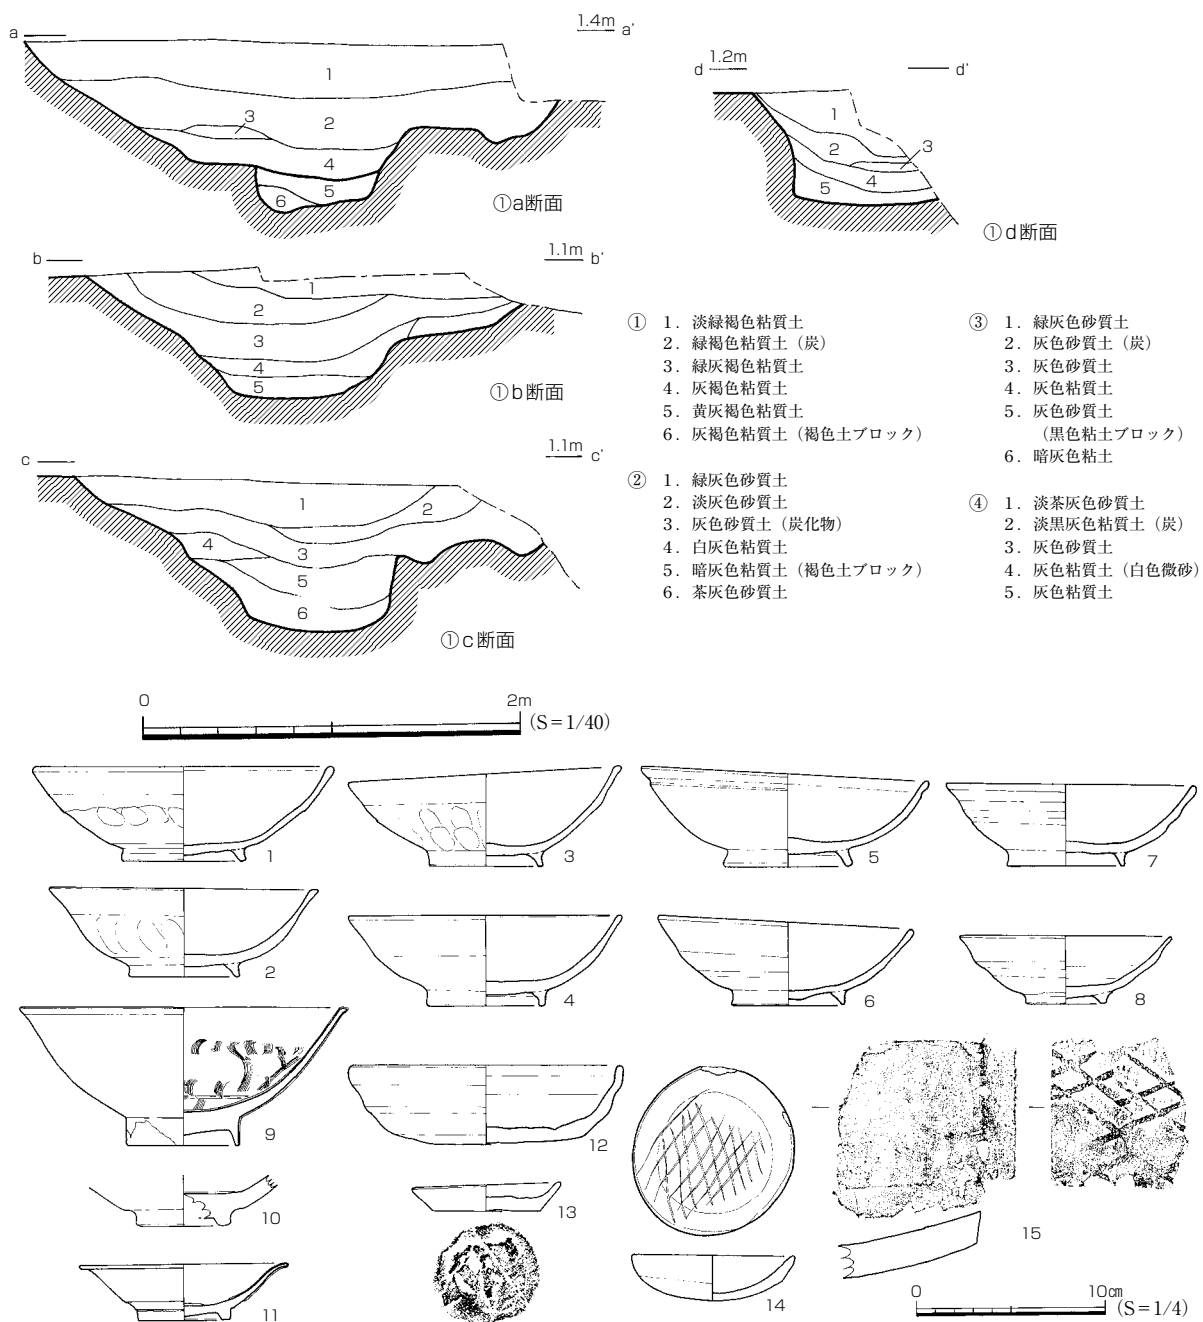 a
1.4m a'
1
2
3
4
5
6
①a断面
d 1.2m d'
1
2
3
4
5
①d断面
b
1.1m b'
1
2
3
4
5
①b断面
c
1.1m c'
1
2
3
4
5
6
①c断面
① 1. 淡緑褐色粘質土
2. 緑褐色粘質土（炭）
3. 緑灰褐色粘質土
4. 灰褐色粘質土
5. 黄灰褐色粘質土
6. 灰褐色粘質土（褐色土ブロック）
② 1. 緑灰色砂質土
2. 淡灰色砂質土
3. 灰色砂質土（炭化物）
4. 白灰色粘質土
5. 暗灰色粘質土（褐色土ブロック）
6. 茶灰色砂質土
③ 1. 緑灰色砂質土
2. 灰色砂質土（炭）
3. 灰色砂質土
4. 灰色粘質土
5. 灰色砂質土
（黒色粘土ブロック）
6. 暗灰色粘土
④ 1. 淡茶灰色砂質土
2. 淡黒灰色粘質土（炭）
3. 灰色砂質土
4. 灰色粘質土（白色微砂）
5. 灰色粘質土
0 2m
(S=1/40)
1
3
5
7
2
4
6
8
9
12
10
13
15
11
14
0 10㎝
(S=1/4)